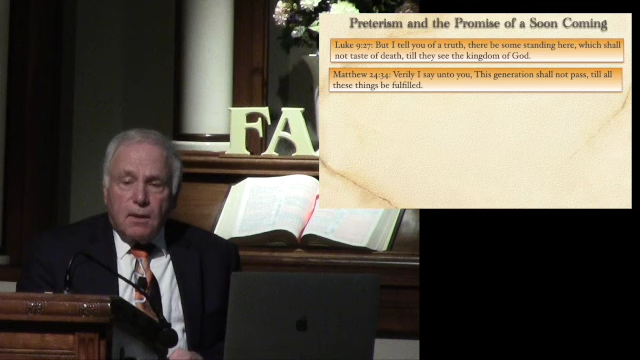 Preterism and the Promise of a Soon Coming
Luke 9:27: But I tell you of a truth, there be some standing here, which shall
not taste of death, till they see the kingdom of God.
Matthew 24:34: Verily I say unto you, This generation shall not pass, till all
these things be fulfilled.
FA